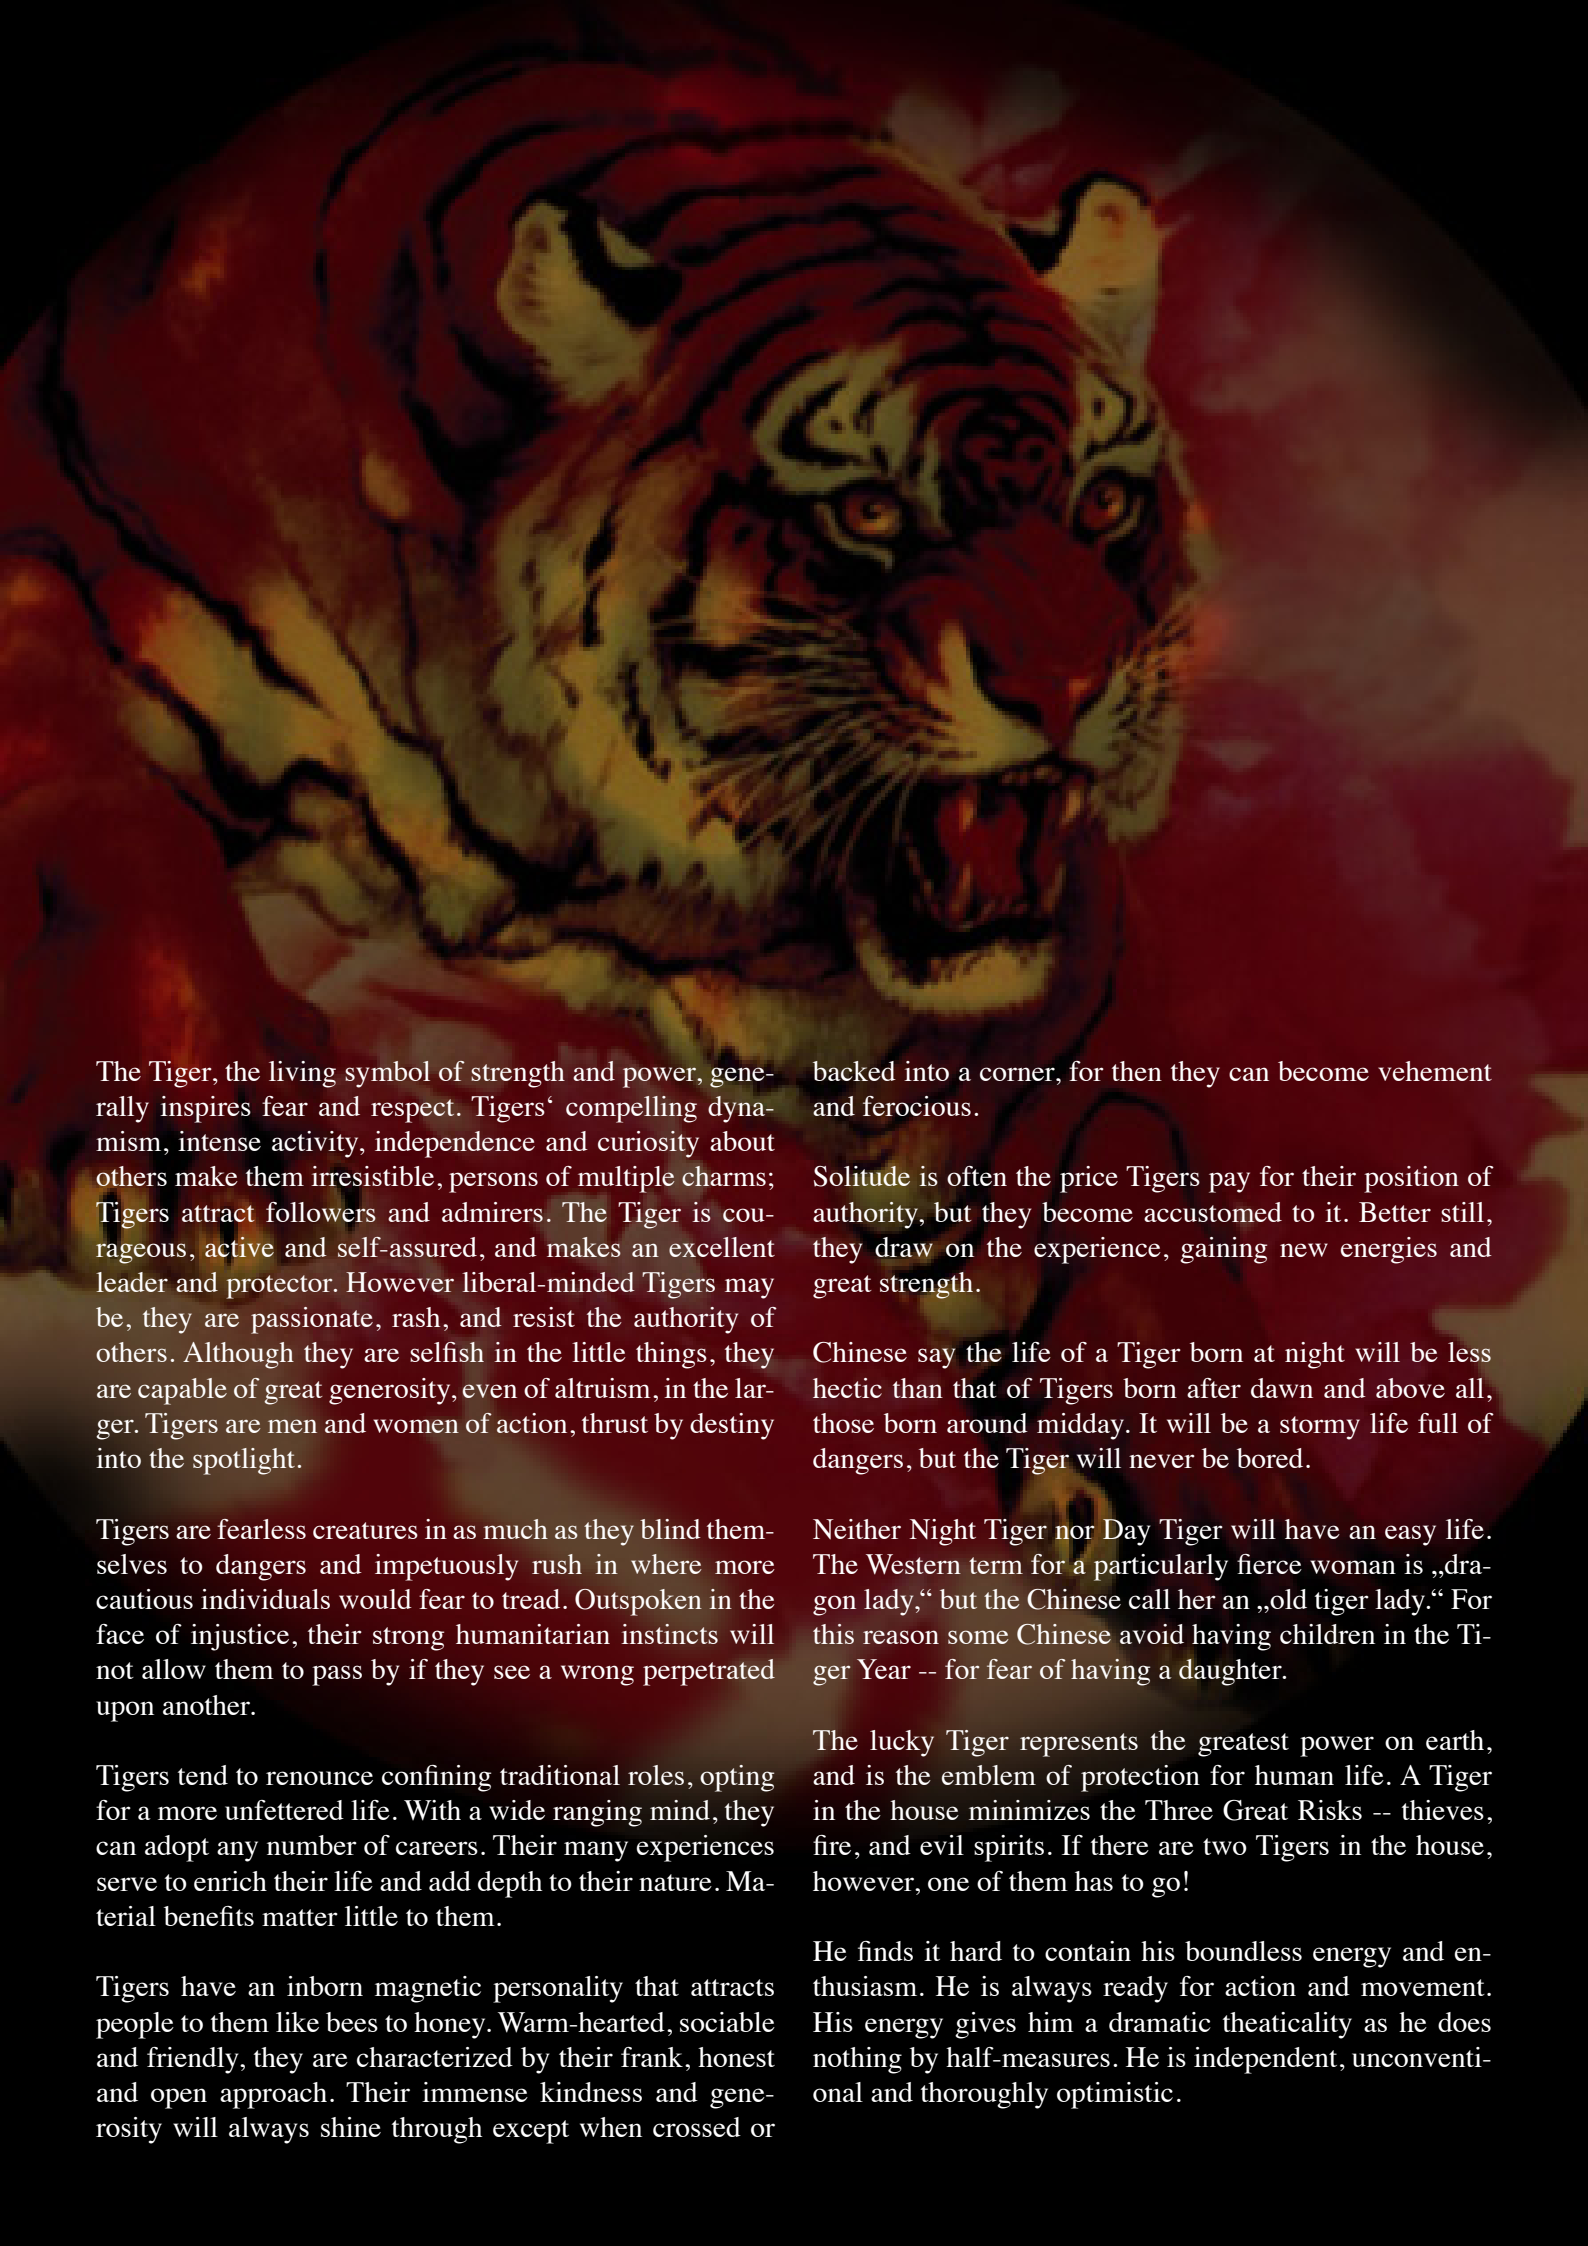 The Tiger, the living symbol of strength and power, gene-
rally inspires fear and respect. Tigers‘ compelling dyna-
mism, intense activity, independence and curiosity about
others make them irresistible, persons of multiple charms;
Tigers attract followers and admirers. The Tiger is cou-
rageous, active and self-assured, and makes an excellent
leader and protector. However liberal-minded Tigers may
be, they are passionate, rash, and resist the authority of
others. Although they are selfish in the little things, they
are capable of great generosity, even of altruism, in the lar-
ger. Tigers are men and women of action, thrust by destiny
into the spotlight.
Tigers are fearless creatures in as much as they blind them-
selves to dangers and impetuously rush in where more
cautious individuals would fear to tread. Outspoken in the
face of injustice, their strong humanitarian instincts will
not allow them to pass by if they see a wrong perpetrated
upon another.
Tigers tend to renounce confining traditional roles, opting
for a more unfettered life. With a wide ranging mind, they
can adopt any number of careers. Their many experiences
serve to enrich their life and add depth to their nature. Ma-
terial benefits matter little to them.
Tigers have an inborn magnetic personality that attracts
people to them like bees to honey. Warm-hearted, sociable
and friendly, they are characterized by their frank, honest
and open approach. Their immense kindness and gene-
rosity will always shine through except when crossed or
backed into a corner, for then they can become vehement
and ferocious.
Solitude is often the price Tigers pay for their position of
authority, but they become accustomed to it. Better still,
they draw on the experience, gaining new energies and
great strength.
Chinese say the life of a Tiger born at night will be less
hectic than that of Tigers born after dawn and above all,
those born around midday. It will be a stormy life full of
dangers, but the Tiger will never be bored.
Neither Night Tiger nor Day Tiger will have an easy life.
The Western term for a particularly fierce woman is „dra-
gon lady,“ but the Chinese call her an „old tiger lady.“ For
this reason some Chinese avoid having children in the Ti-
ger Year -- for fear of having a daughter.
The lucky Tiger represents the greatest power on earth,
and is the emblem of protection for human life. A Tiger
in the house minimizes the Three Great Risks -- thieves,
fire, and evil spirits. If there are two Tigers in the house,
however, one of them has to go!
He finds it hard to contain his boundless energy and en-
thusiasm. He is always ready for action and movement.
His energy gives him a dramatic theaticality as he does
nothing by half-measures. He is independent, unconventi-
onal and thoroughly optimistic.